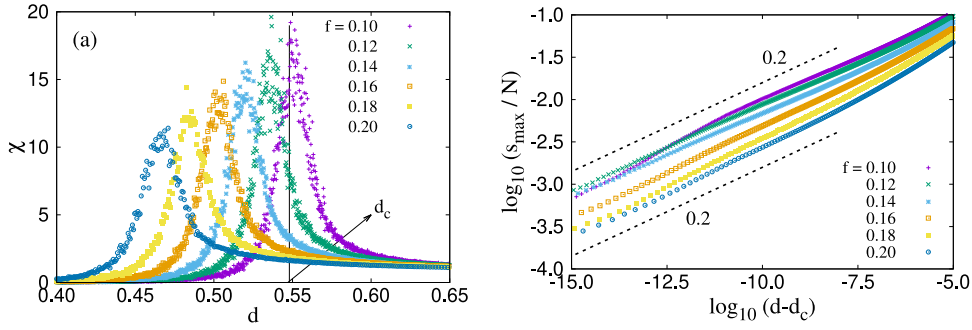 (a)
f = 0.10
0.12
0.14
0.16
0.18
0.20
d_c
χ
20
15
10
5
0
0.40 0.45 0.50 0.55 0.60 0.65
d
-1.0
-1.5
-2.0
-2.5
-3.0
-3.5
-4.0
log₁₀ (s_max / N)
0.2
0.2
f = 0.10
0.12
0.14
0.16
0.18
0.20
-15.0 -12.5 -10.0 -7.5 -5.0
log₁₀ (d-d_c)